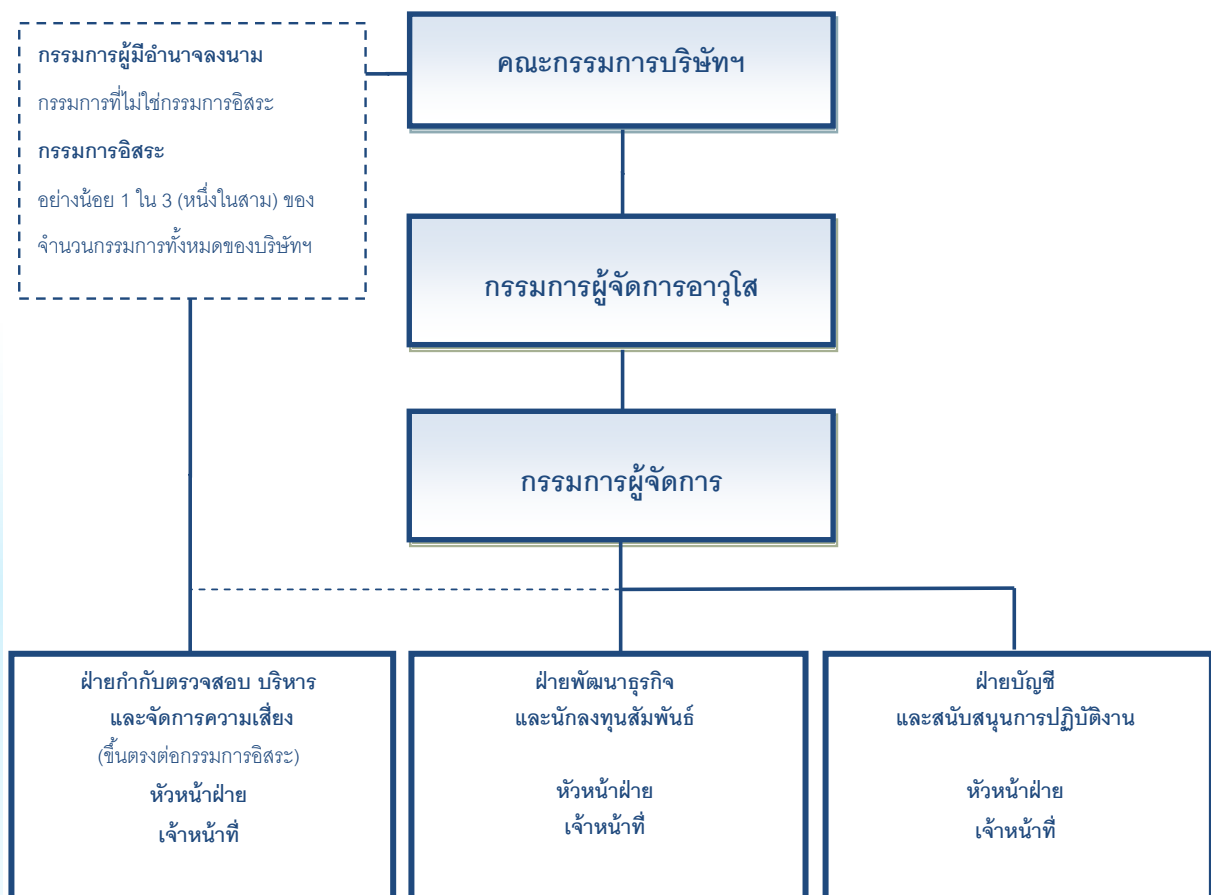 กรรมการผู้มีอำนาจลงนาม
กรรมการที่ไม่ใช่กรรมการอิสระ
กรรมการอิสระ
อย่างน้อย 1 ใน 3 (หนึ่งในสาม) ของ
จำนวนกรรมการทั้งหมดของบริษัทฯ
คณะกรรมการบริษัทฯ
กรรมการผู้จัดการอาวุโส
กรรมการผู้จัดการ
ฝ่ายกำกับตรวจสอบ บริหาร
และจัดการความเสี่ยง
(ขึ้นตรงต่อกรรมการอิสระ)
หัวหน้าฝ่าย
เจ้าหน้าที่
ฝ่ายพัฒนาธุรกิจ
และนักลงทุนสัมพันธ์
หัวหน้าฝ่าย
เจ้าหน้าที่
ฝ่ายบัญชี
และสนับสนุนการปฏิบัติงาน
หัวหน้าฝ่าย
เจ้าหน้าที่